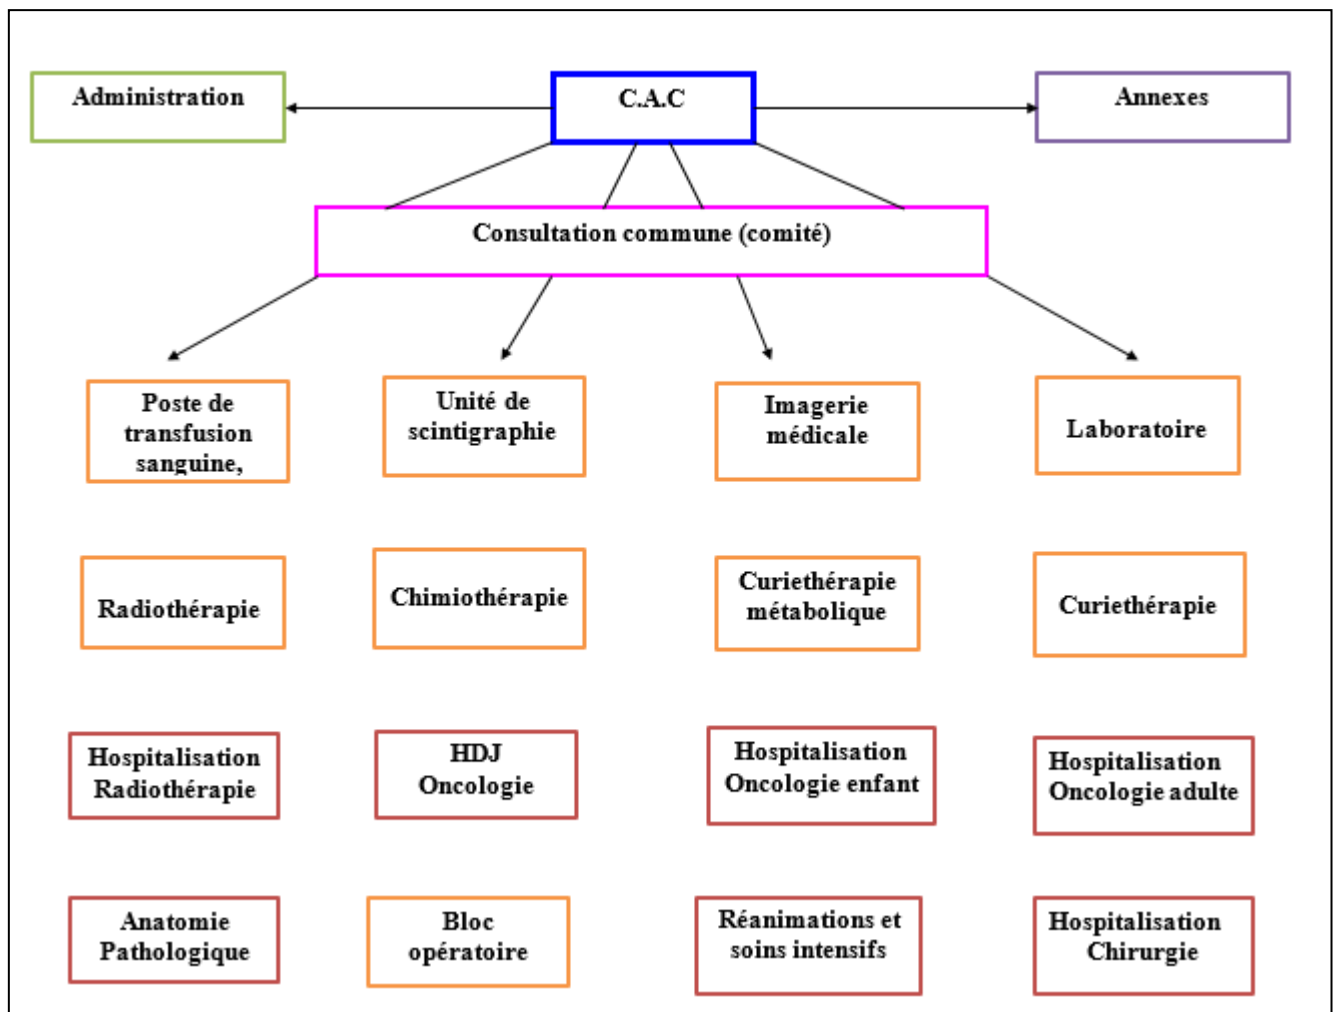 Administration
C.A.C
Annexes
Consultation commune (comité)
Poste de
transfusion
sanguine,
Unité de
scintigraphie
Imagerie
médicale
Laboratoire
Radiothérapie
Chimiothérapie
Curiethérapie
métabolique
Curiethérapie
Hospitalisation
Radiothérapie
HDJ
Oncologie
Hospitalisation
Oncologie enfant
Hospitalisation
Oncologie adulte
Anatomie
Pathologique
Bloc
opératoire
Réanimations et
soins intensifs
Hospitalisation
Chirurgie